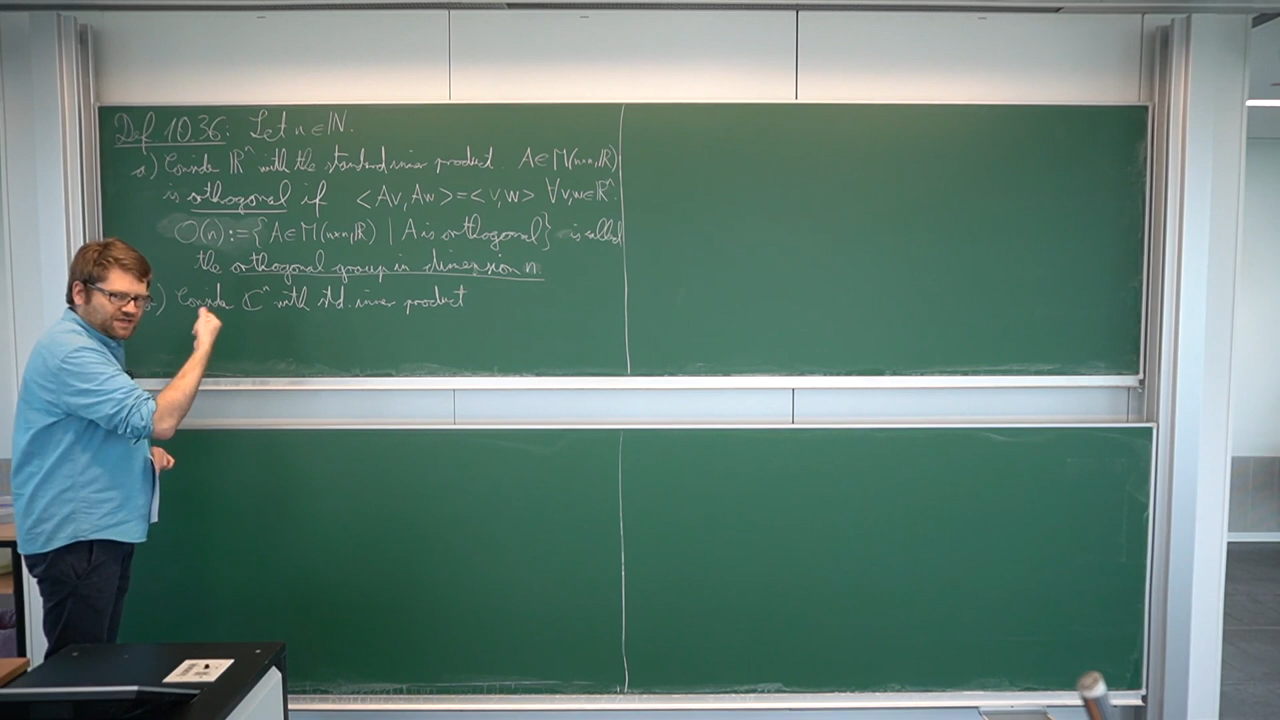 Def. 10.36: Let n ∈ ℕ.
a) Consider ℝⁿ with the standard inner product. A ∈ M(n×n, ℝ)
is orthogonal if <Av, Aw> = <v, w> ∀v,w∈ℝⁿ.
O(n) := {A ∈ M(n×n, ℝ) | A is orthogonal} is called
the orthogonal group in dimension n
) Consider ℂⁿ with std. inner product